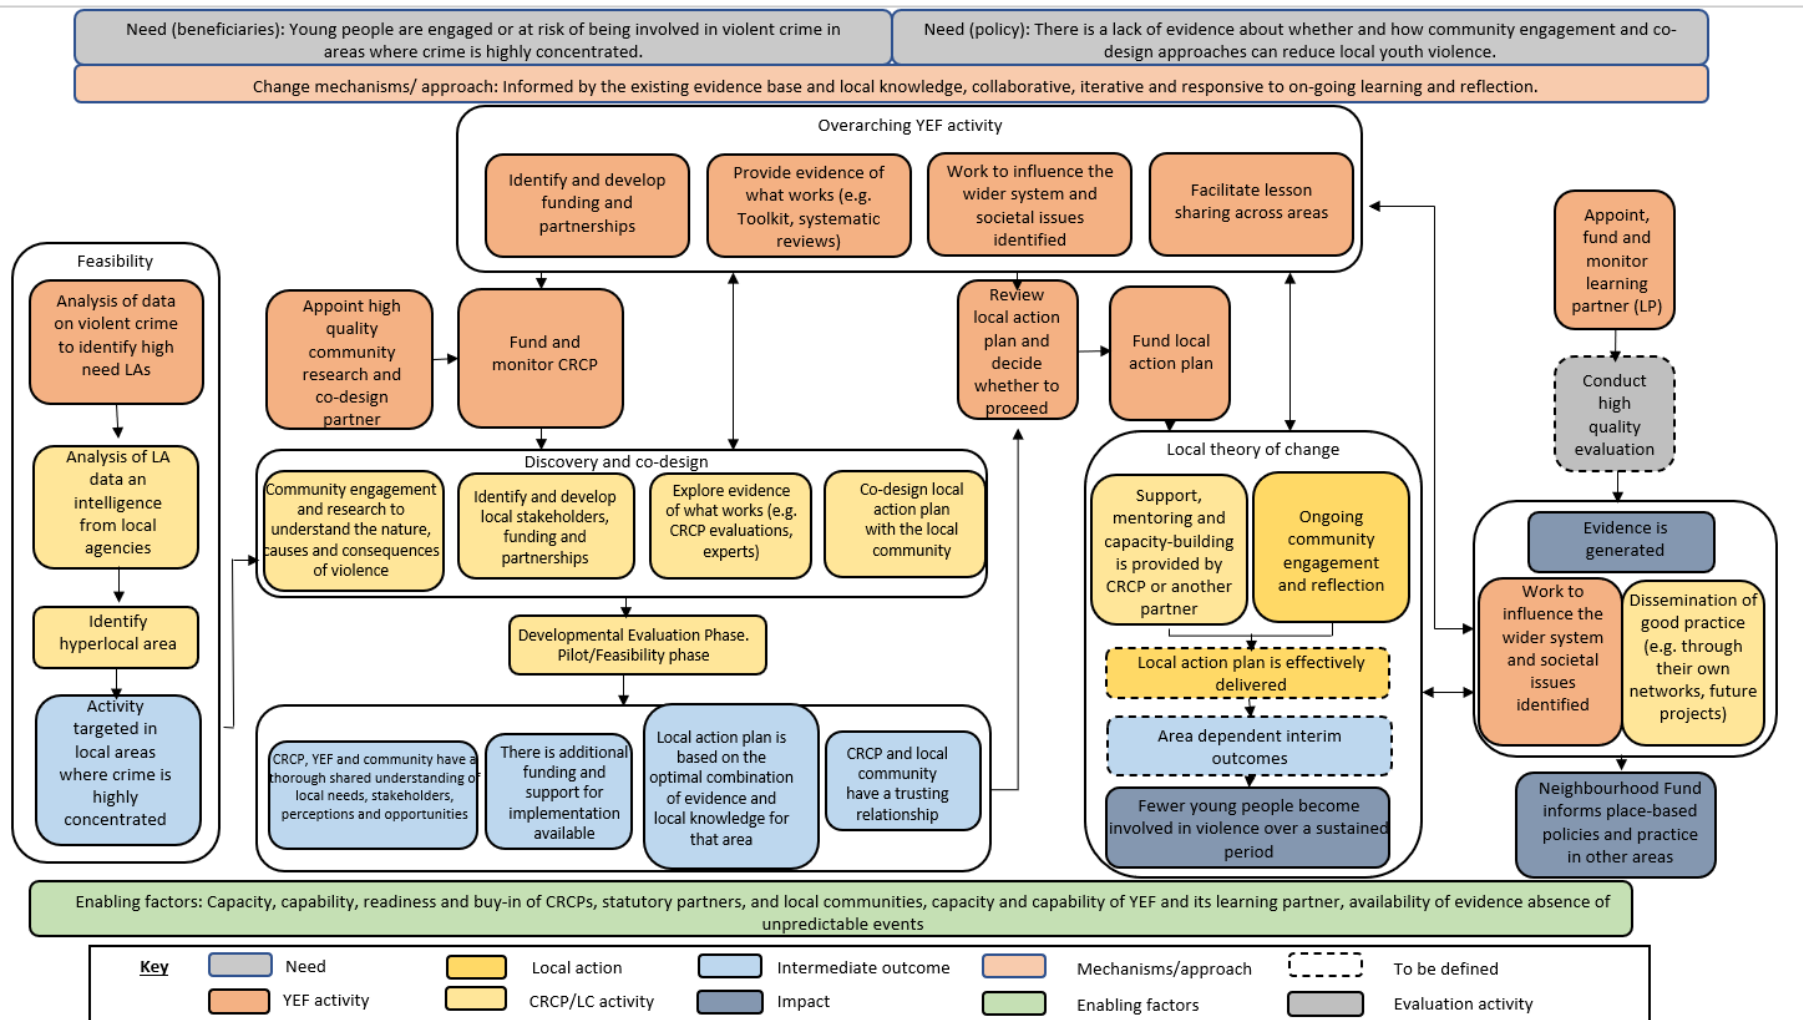 Need (beneficiaries): Young people are engaged or at risk of being involved in violent crime in
areas where crime is highly concentrated.
Need (policy): There is a lack of evidence about whether and how community engagement and co-
design approaches can reduce local youth violence.
Change mechanisms/ approach: Informed by the existing evidence base and local knowledge, collaborative, iterative and responsive to on-going learning and reflection.
Overarching YEF activity
Identify and develop
funding and
partnerships
Provide evidence of
what works (e.g.
Toolkit, systematic
reviews)
Work to influence the
wider system and
societal issues
identified
Facilitate lesson
sharing across areas
Feasibility
Analysis of data
on violent crime
to identify high
need LAs
Analysis of LA
data an
intelligence
from local
agencies
Identify
hyperlocal area
Activity
targeted in
local areas
where crime is
highly
concentrated
Appoint high
quality
community
research and
co-design
partner
Fund and
monitor CRCP
Review
local action
plan and
decide
whether to
proceed
Fund local
action plan
Appoint,
fund and
monitor
learning
partner (LP)
Conduct
high
quality
evaluation
Discovery and co-design
Community engagement
and research to
understand the nature,
causes and consequences
of violence
Identify and develop
local stakeholders,
funding and
partnerships
Explore evidence
of what works (e.g.
CRCP evaluations,
experts)
Co-design local
action plan
with the local
community
Developmental Evaluation Phase.
Pilot/Feasibility phase
CRCP, YEF and community have a
thorough shared understanding of
local needs, stakeholders,
perceptions and opportunities
There is additional
funding and
support for
implementation
available
Local action plan is
based on the
optimal combination
of evidence and
local knowledge for
that area
CRCP and local
community
have a trusting
relationship
Local theory of change
Support,
mentoring and
capacity-building
is provided by
CRCP or another
partner
Ongoing
community
engagement
and reflection
Local action plan is effectively
delivered
Area dependent interim
outcomes
Fewer young people become
involved in violence over a sustained
period
Evidence is
generated
Work to
influence the
wider system
and societal
issues
identified
Dissemination of
good practice
(e.g. through
their own
networks, future
projects)
Neighbourhood Fund
informs place-based
policies and practice
in other areas
Enabling factors: Capacity, capability, readiness and buy-in of CRCPs, statutory partners, and local communities, capacity and capability of YEF and its learning partner, availability of evidence absence of
unpredictable events
Key
Need
Local action
Intermediate outcome
Mechanisms/approach
To be defined
YEF activity
CRCP/LC activity
Impact
Enabling factors
Evaluation activity